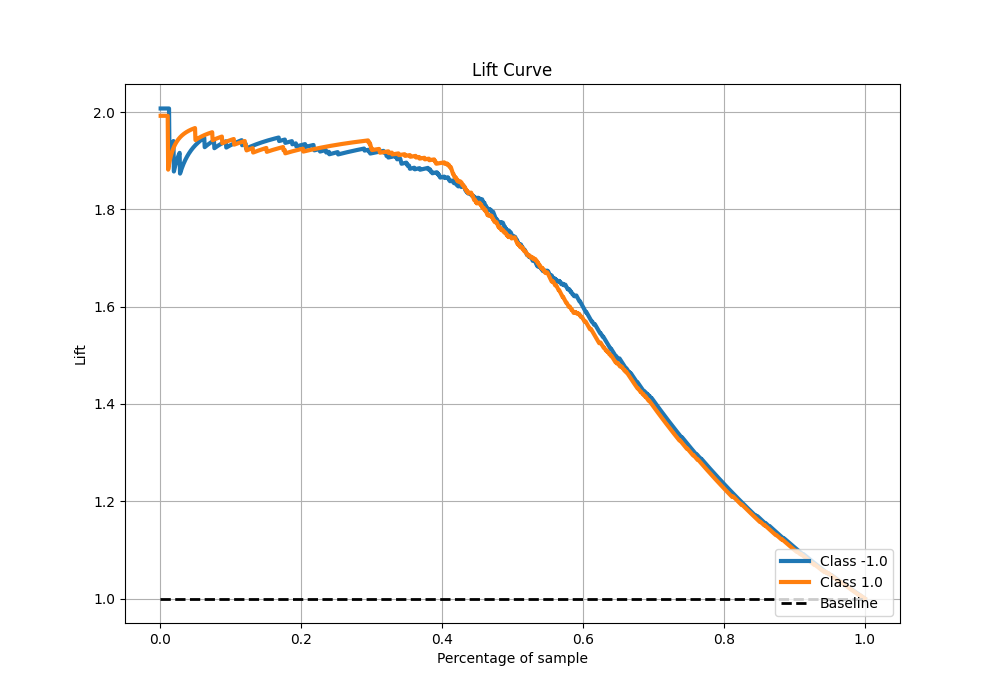 Lift Curve
Lift
2.0
1.8
1.6
1.4
1.2
1.0
0.0 0.2 0.4 0.6 0.8 1.0
Percentage of sample
Class -1.0
Class 1.0
Baseline